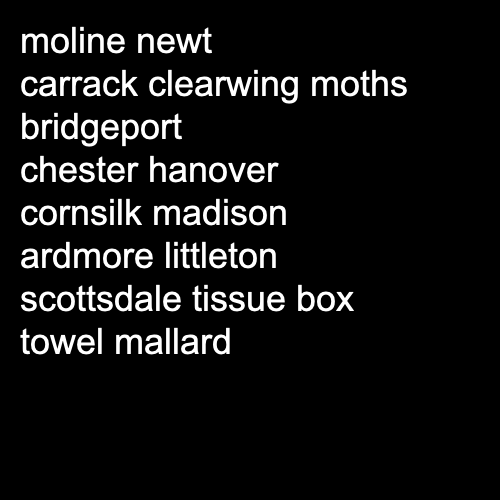 moline newt
carrack clearwing moths
bridgeport
chester hanover
cornsilk madison
ardmore littleton
scottsdale tissue box
towel mallard